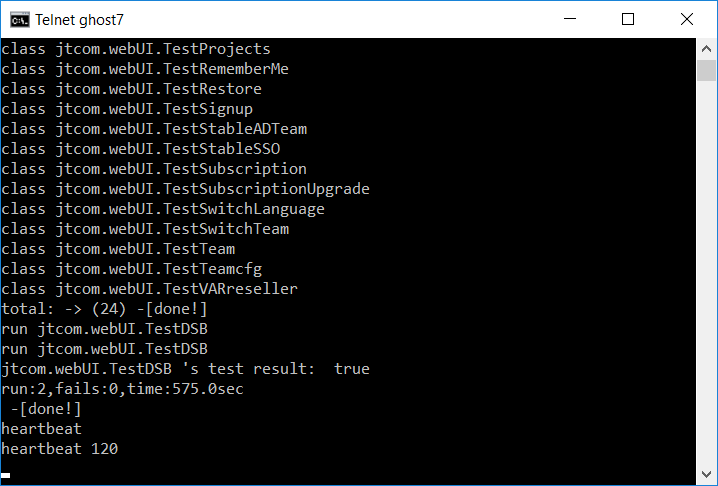 Telnet ghost7
class jtcom.webUI.TestProjects
class jtcom.webUI.TestRememberMe
class jtcom.webUI.TestRestore
class jtcom.webUI.TestSignup
class jtcom.webUI.TestStableADTeam
class jtcom.webUI.TestStableSSO
class jtcom.webUI.TestSubscription
class jtcom.webUI.TestSubscriptionUpgrade
class jtcom.webUI.TestSwitchLanguage
class jtcom.webUI.TestSwitchTeam
class jtcom.webUI.TestTeam
class jtcom.webUI.TestTeamcfg
class jtcom.webUI.TestVARreseller
total: -> (24) -[done!]
run jtcom.webUI.TestDSB
run jtcom.webUI.TestDSB
jtcom.webUI.TestDSB 's test result:  true
run:2,fails:0,time:575.0sec
 -[done!]
heartbeat
heartbeat 120